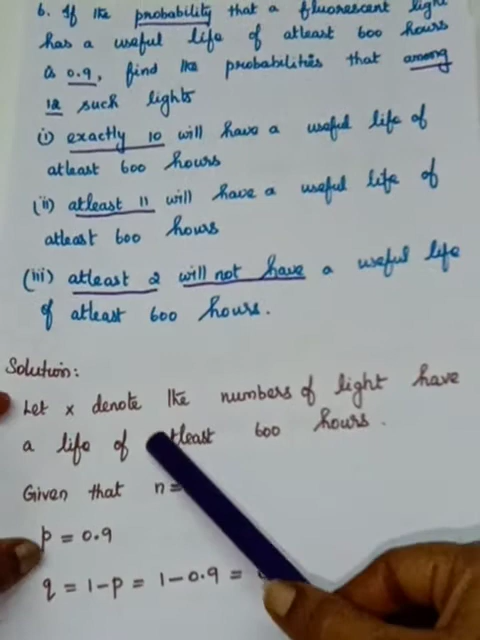 6. If the probability that a fluorescent light
has a useful life of atleast 600 hours
is 0.9, find the probabilities that among
12 such lights
(i) exactly 10 will have a useful life of
atleast 600 hours
(ii) atleast 11 will have a useful life of
atleast 600 hours
(iii) atleast 2 will not have a useful life
of atleast 600 hours.
Solution:
Let x denote the numbers of light have
a life of atleast 600 hours.
Given that n=
p = 0.9
q = 1-p = 1-0.9 =